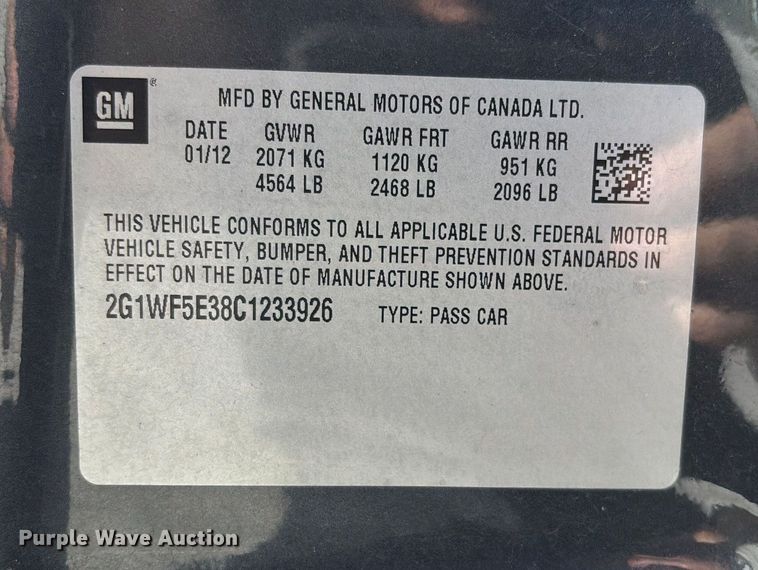 GM®
MFD BY GENERAL MOTORS OF CANADA LTD.
DATE GVWR GAWR FRT GAWR RR
01/12 2071 KG 1120 KG 951 KG
4564 LB 2468 LB 2096 LB
THIS VEHICLE CONFORMS TO ALL APPLICABLE U.S. FEDERAL MOTOR
VEHICLE SAFETY, BUMPER, AND THEFT PREVENTION STANDARDS IN
EFFECT ON THE DATE OF MANUFACTURE SHOWN ABOVE.
2G1WF5E38C1233926 TYPE: PASS CAR
Purple Wave Auction